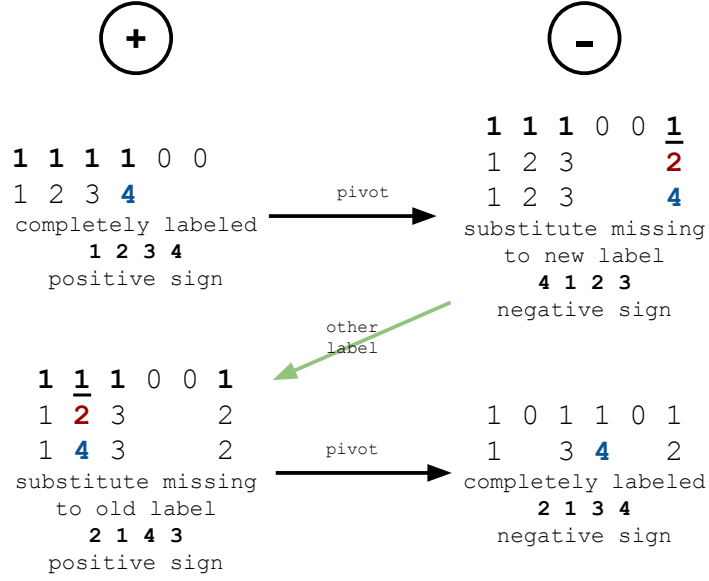 +
-
1 1 1 1 0 0
1 2 3 4
completely labeled
1 2 3 4
positive sign
pivot
1 1 1 0 0 1
1 2 3 2
1 2 3 4
substitute missing
to new label
4 1 2 3
negative sign
other
label
1 1 1 0 0 1
1 2 3 2
1 4 3 2
substitute missing
to old label
2 1 4 3
positive sign
pivot
1 0 1 1 0 1
1 3 4 2
completely labeled
2 1 3 4
negative sign